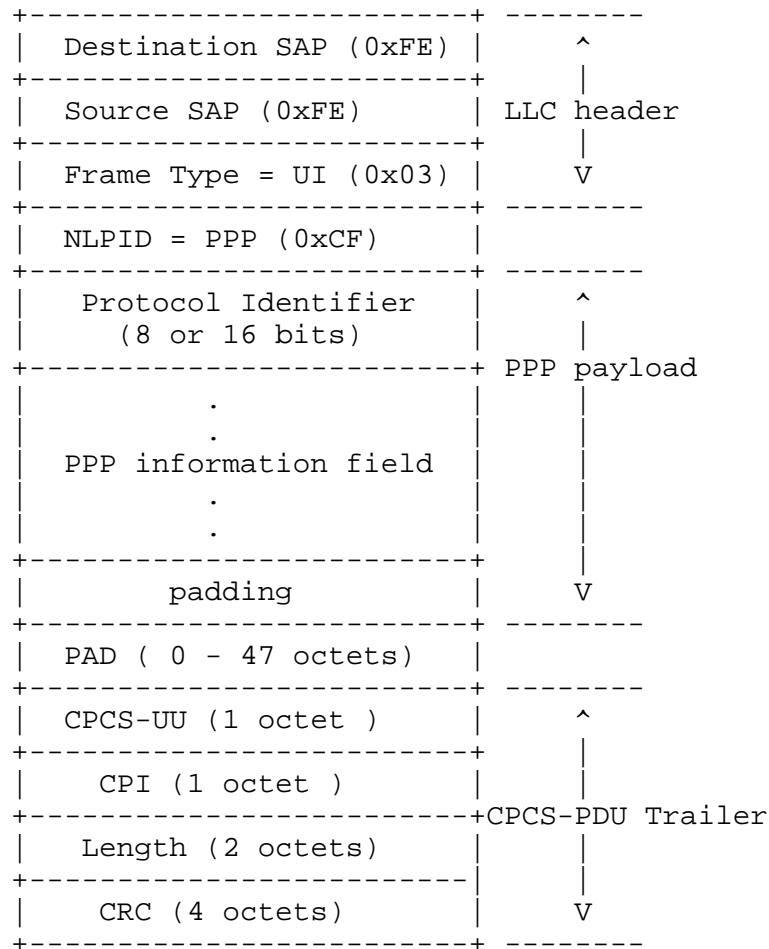 +-------------------------+ --------
|  Destination SAP (0xFE) |     ^
+-------------------------+     |
|  Source SAP (0xFE)      | LLC header
+-------------------------+     |
|  Frame Type = UI (0x03) |     V
+-------------------------+ --------
|  NLPID = PPP (0xCF)     |
+-------------------------+ --------
|   Protocol Identifier   |     ^
|     (8 or 16 bits)      |     |
+-------------------------+ PPP payload
|          .              |     |
|          .              |     |
|  PPP information field  |     |
|          .              |     |
|          .              |     |
+-------------------------+     |
|        padding          |     V
+-------------------------+ --------
|  PAD ( 0 - 47 octets)   |
+-------------------------+ --------
|  CPCS-UU (1 octet )     |     ^
+-------------------------+     |
|    CPI (1 octet )       |     |
+-------------------------+CPCS-PDU Trailer
|   Length (2 octets)     |     |
+-------------------------|     |
|    CRC (4 octets)       |     V
+-------------------------+ --------